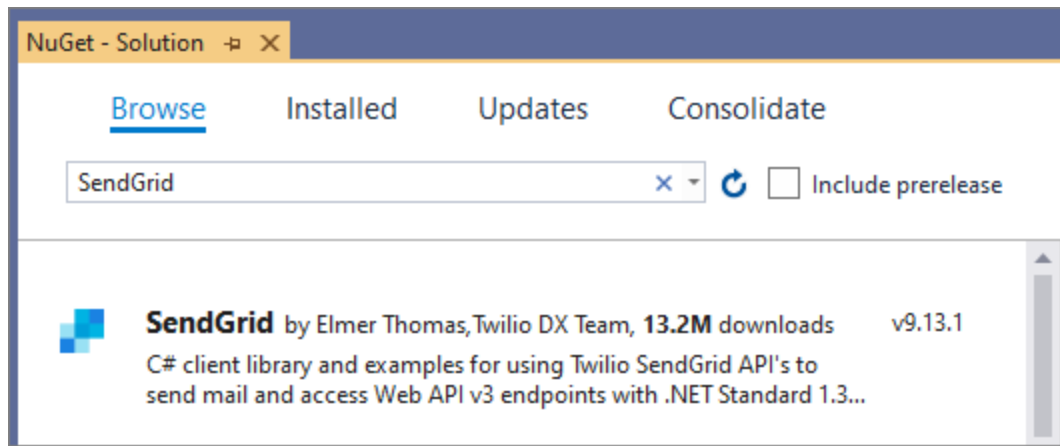 NuGet - Solution
Browse Installed Updates Consolidate
SendGrid Include prerelease
SendGrid by Elmer Thomas,Twilio DX Team, 13.2M downloads v9.13.1
C# client library and examples for using Twilio SendGrid API's to
send mail and access Web API v3 endpoints with .NET Standard 1.3...